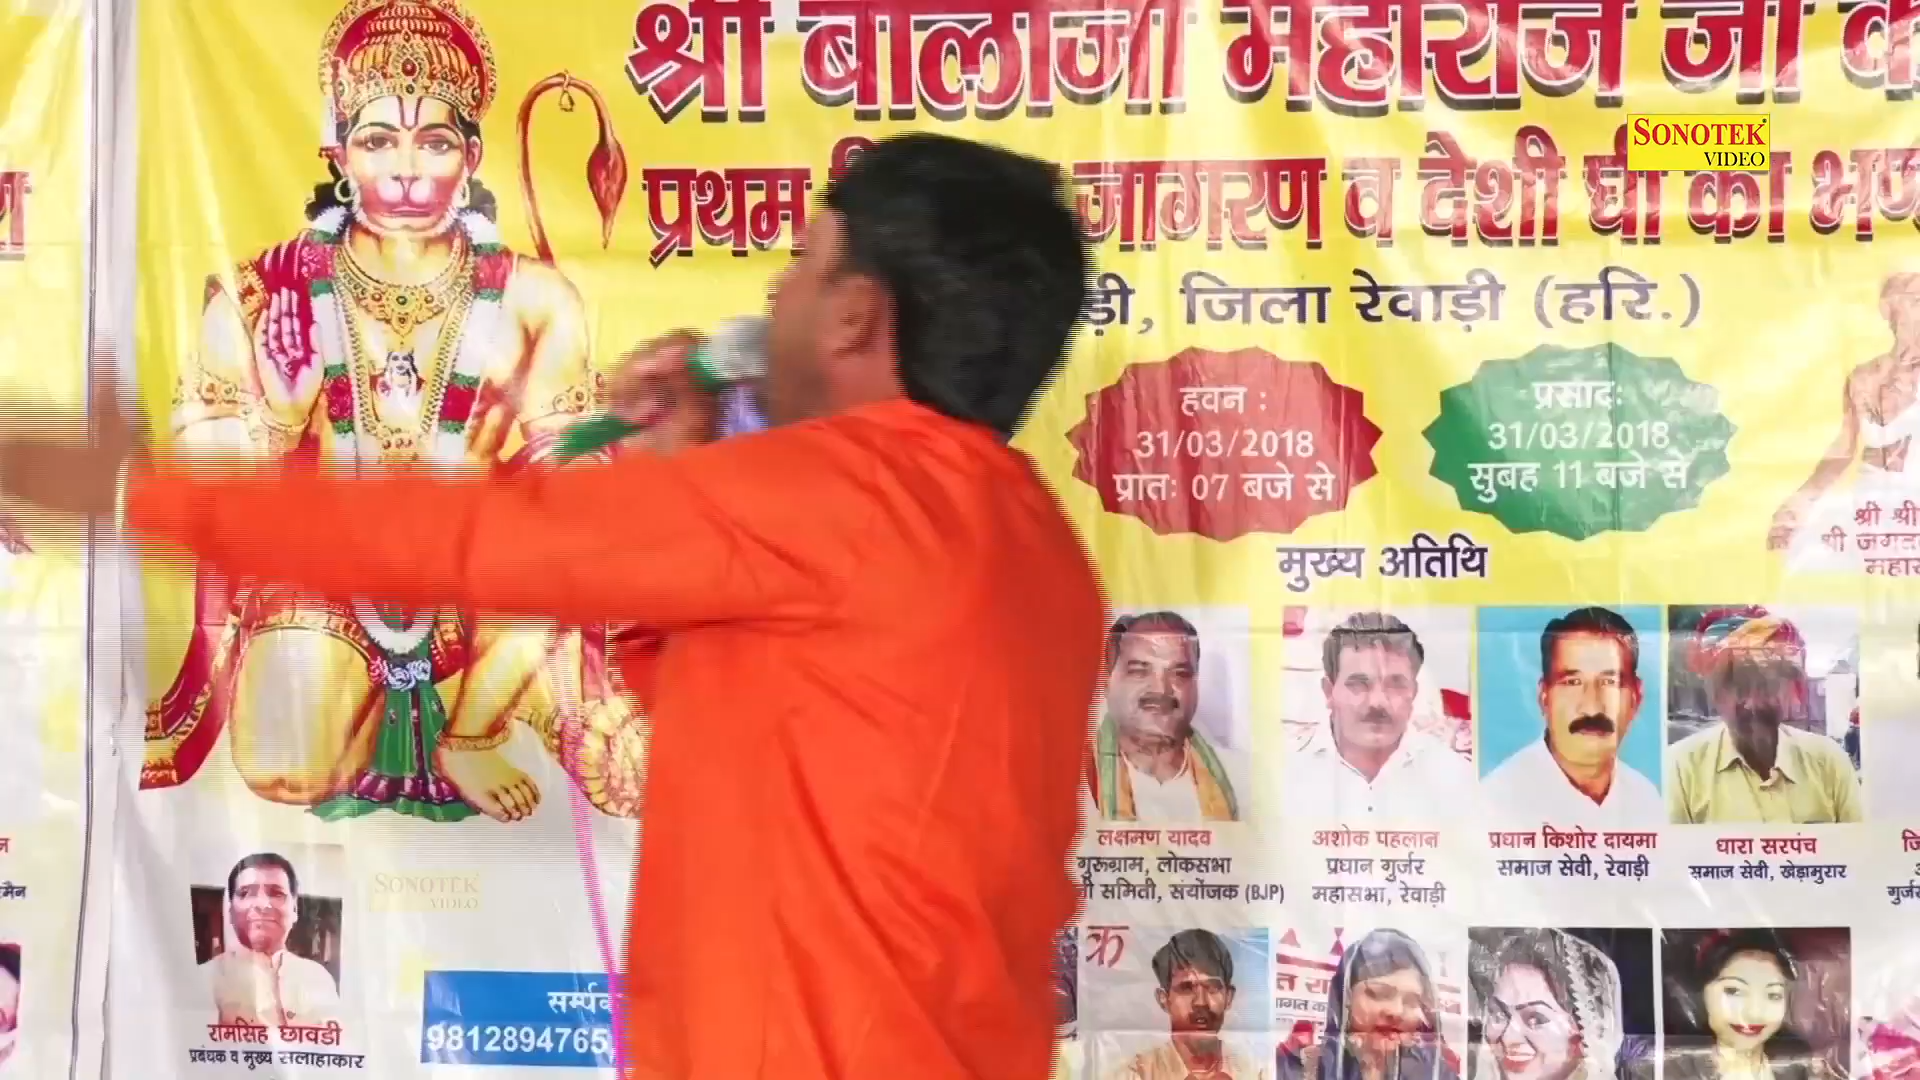 श्री बालाजी महाराज जी
SONOTEK
VIDEO
प्रथम
जागरण व देशी घी का
ड़ी, जिला रेवाड़ी (हरि.)
हवन :
31/03/2018
प्रातः 07 बजे से
प्रसादः
31/03/2018
सुबह 11 बजे से
श्री श्री
श्री
मुख्य अतिथि
लक्षमण यादव
गुरूग्राम, लोकसभा
समिति, संयोंजक (BJP)
अशोक पहलान
प्रधान गुर्जर
महासभा, रेवाड़ी
प्रधान किशोर दायमा
समाज सेवी, रेवाड़ी
धारा सरपंच
समाज सेवी, खेड़ामुरार
SONOTEK
VIDEO
रामसिंह छाँवडी
प्रबंधक व मुख्य सलाहाकार
9812894765